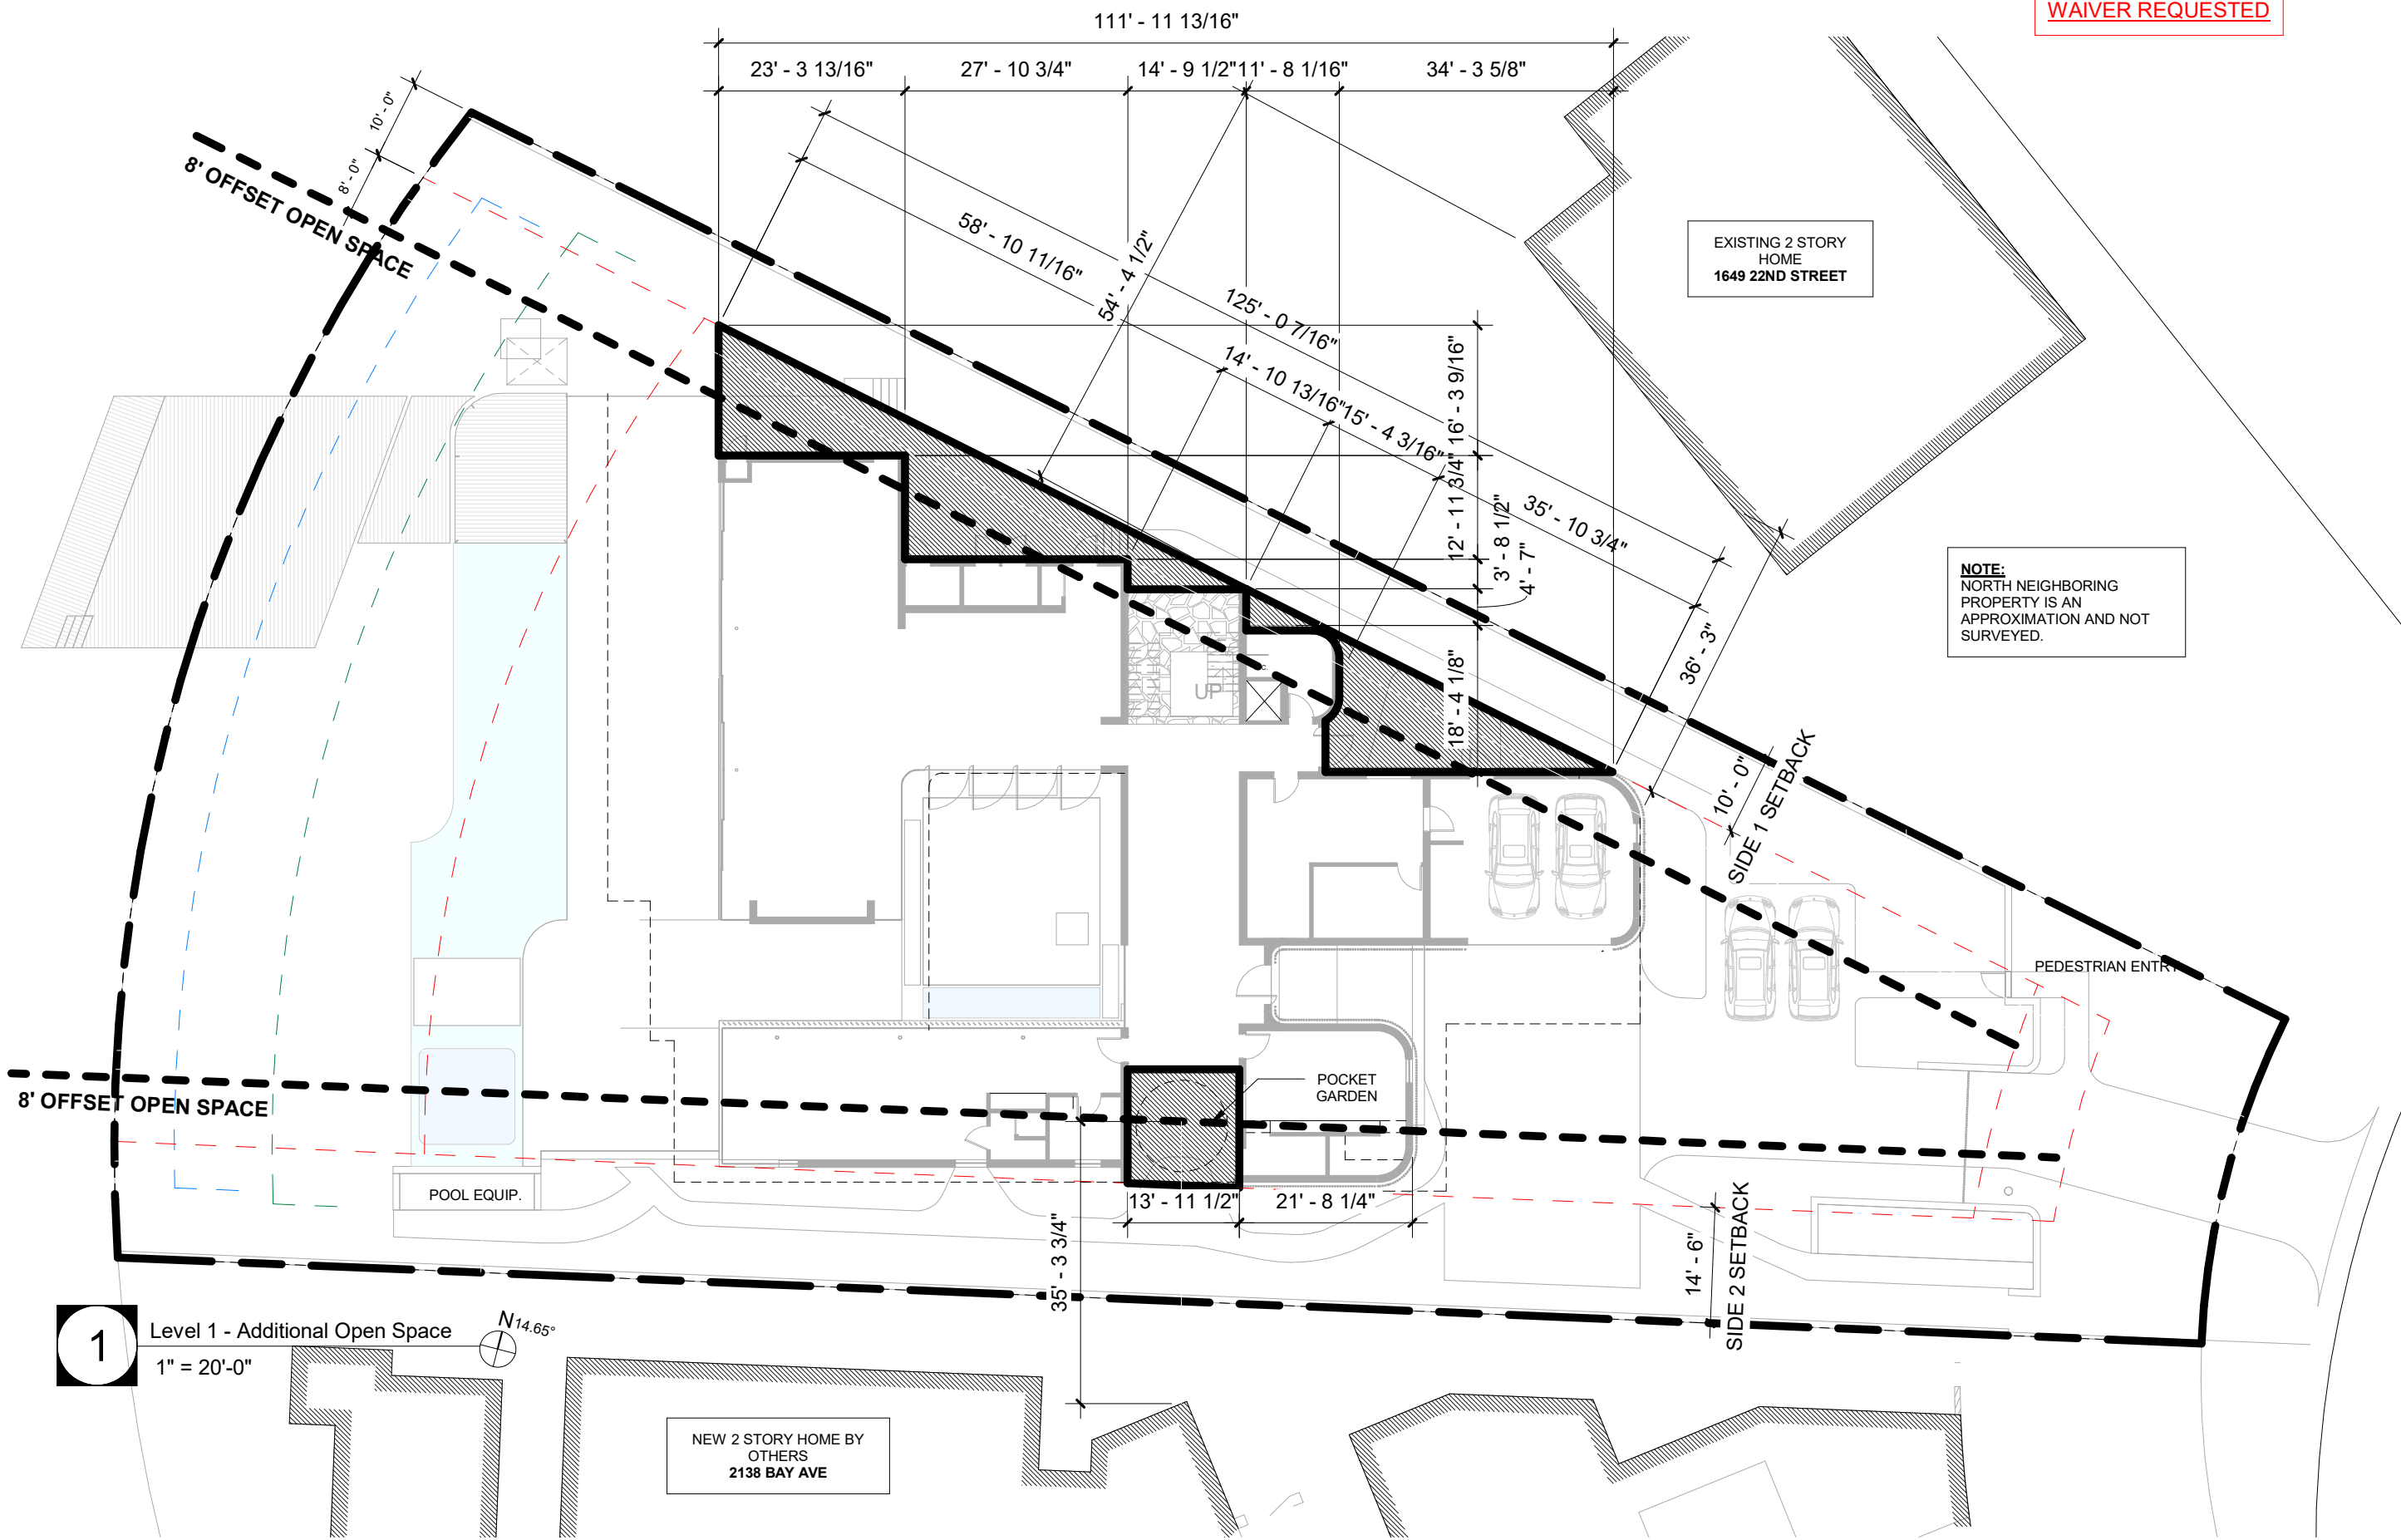 WAIVER REQUESTED
111' - 11 13/16"
23' - 3 13/16"
27' - 10 3/4"
14' - 9 1/2"
11' - 8 1/16"
34' - 3 5/8"
10' - 0"
8' - 0"
8' OFFSET OPEN SPACE
58' - 10 11/16"
54' - 4 1/2"
125' - 0 7/16"
14' - 10 13/16"
15' - 4 3/16"
35' - 10 3/4"
16' - 3 9/16"
12' - 11 3/4"
3' - 8 1/2"
4' - 7"
18' - 4 1/8"
36' - 3"
EXISTING 2 STORY
HOME
1649 22ND STREET
NOTE:
NORTH NEIGHBORING
PROPERTY IS AN
APPROXIMATION AND NOT
SURVEYED.
UP
10' - 0"
SIDE 1 SETBACK
PEDESTRIAN ENTRY
8' OFFSET OPEN SPACE
POCKET
GARDEN
POOL EQUIP.
13' - 11 1/2"
21' - 8 1/4"
35' - 3 3/4"
14' - 6"
SIDE 2 SETBACK
1
Level 1 - Additional Open Space
1" = 20'-0"
N
14.65°
NEW 2 STORY HOME BY
OTHERS
2138 BAY AVE